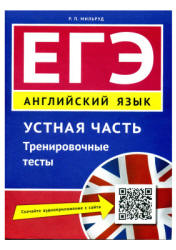 Р. П. МИЛЬРУД
ЕГЭ
АНГЛИЙСКИЙ ЯЗЫК
УСТНАЯ ЧАСТЬ
Тренировочные
тесты
Скачайте аудиоприложение с сайта